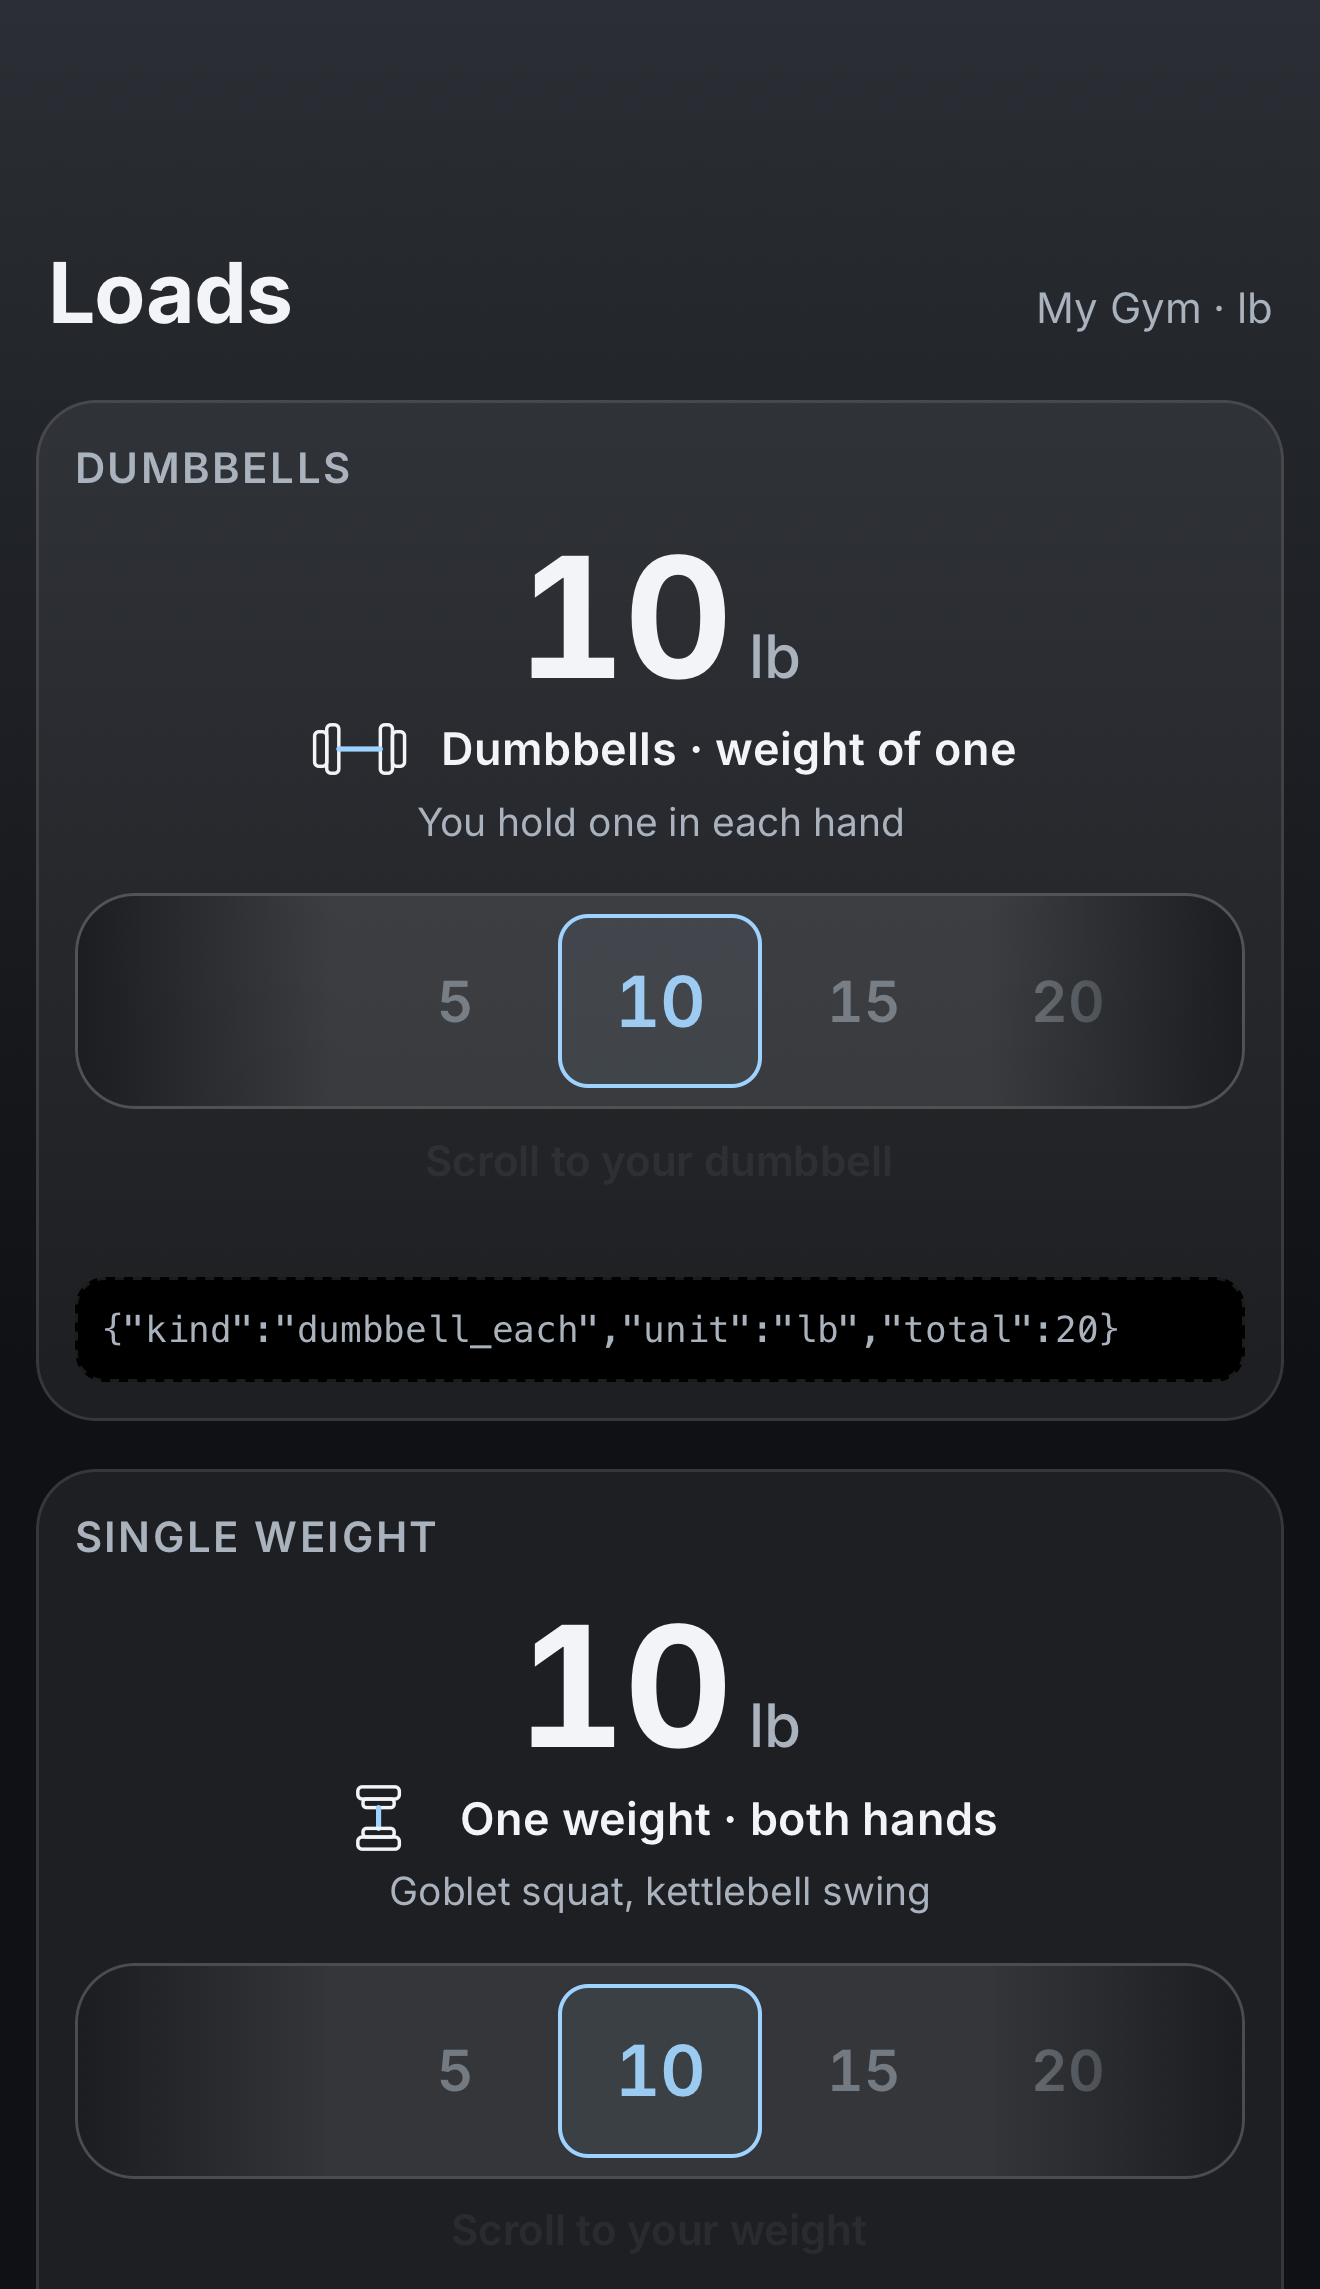 Loads
My Gym · lb
DUMBBELLS
10 lb
Dumbbells · weight of one
You hold one in each hand
5 10 15 20
Scroll to your dumbbell
{"kind":"dumbbell_each","unit":"lb","total":20}
SINGLE WEIGHT
10 lb
One weight · both hands
Goblet squat, kettlebell swing
5 10 15 20
Scroll to your weight